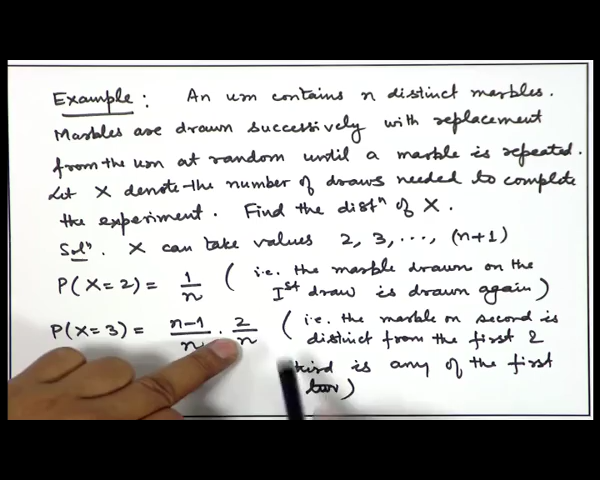 Example : An urn contains n distinct marbles.
Marbles are drawn successively with replacement
from the urn at random until a marble is repeated.
Let X denote the number of draws needed to complete
the experiment. Find the distⁿ of X.
Solⁿ. X can take values 2, 3, ..., (n+1)
P(X=2) = 1/n ( i.e. the marble drawn on the
Iˢᵗ draw is drawn again)
P(X=3) = n-1/n . 2/n ( i.e. the marble on second is
distinct from the first &
third is any of the first
two)